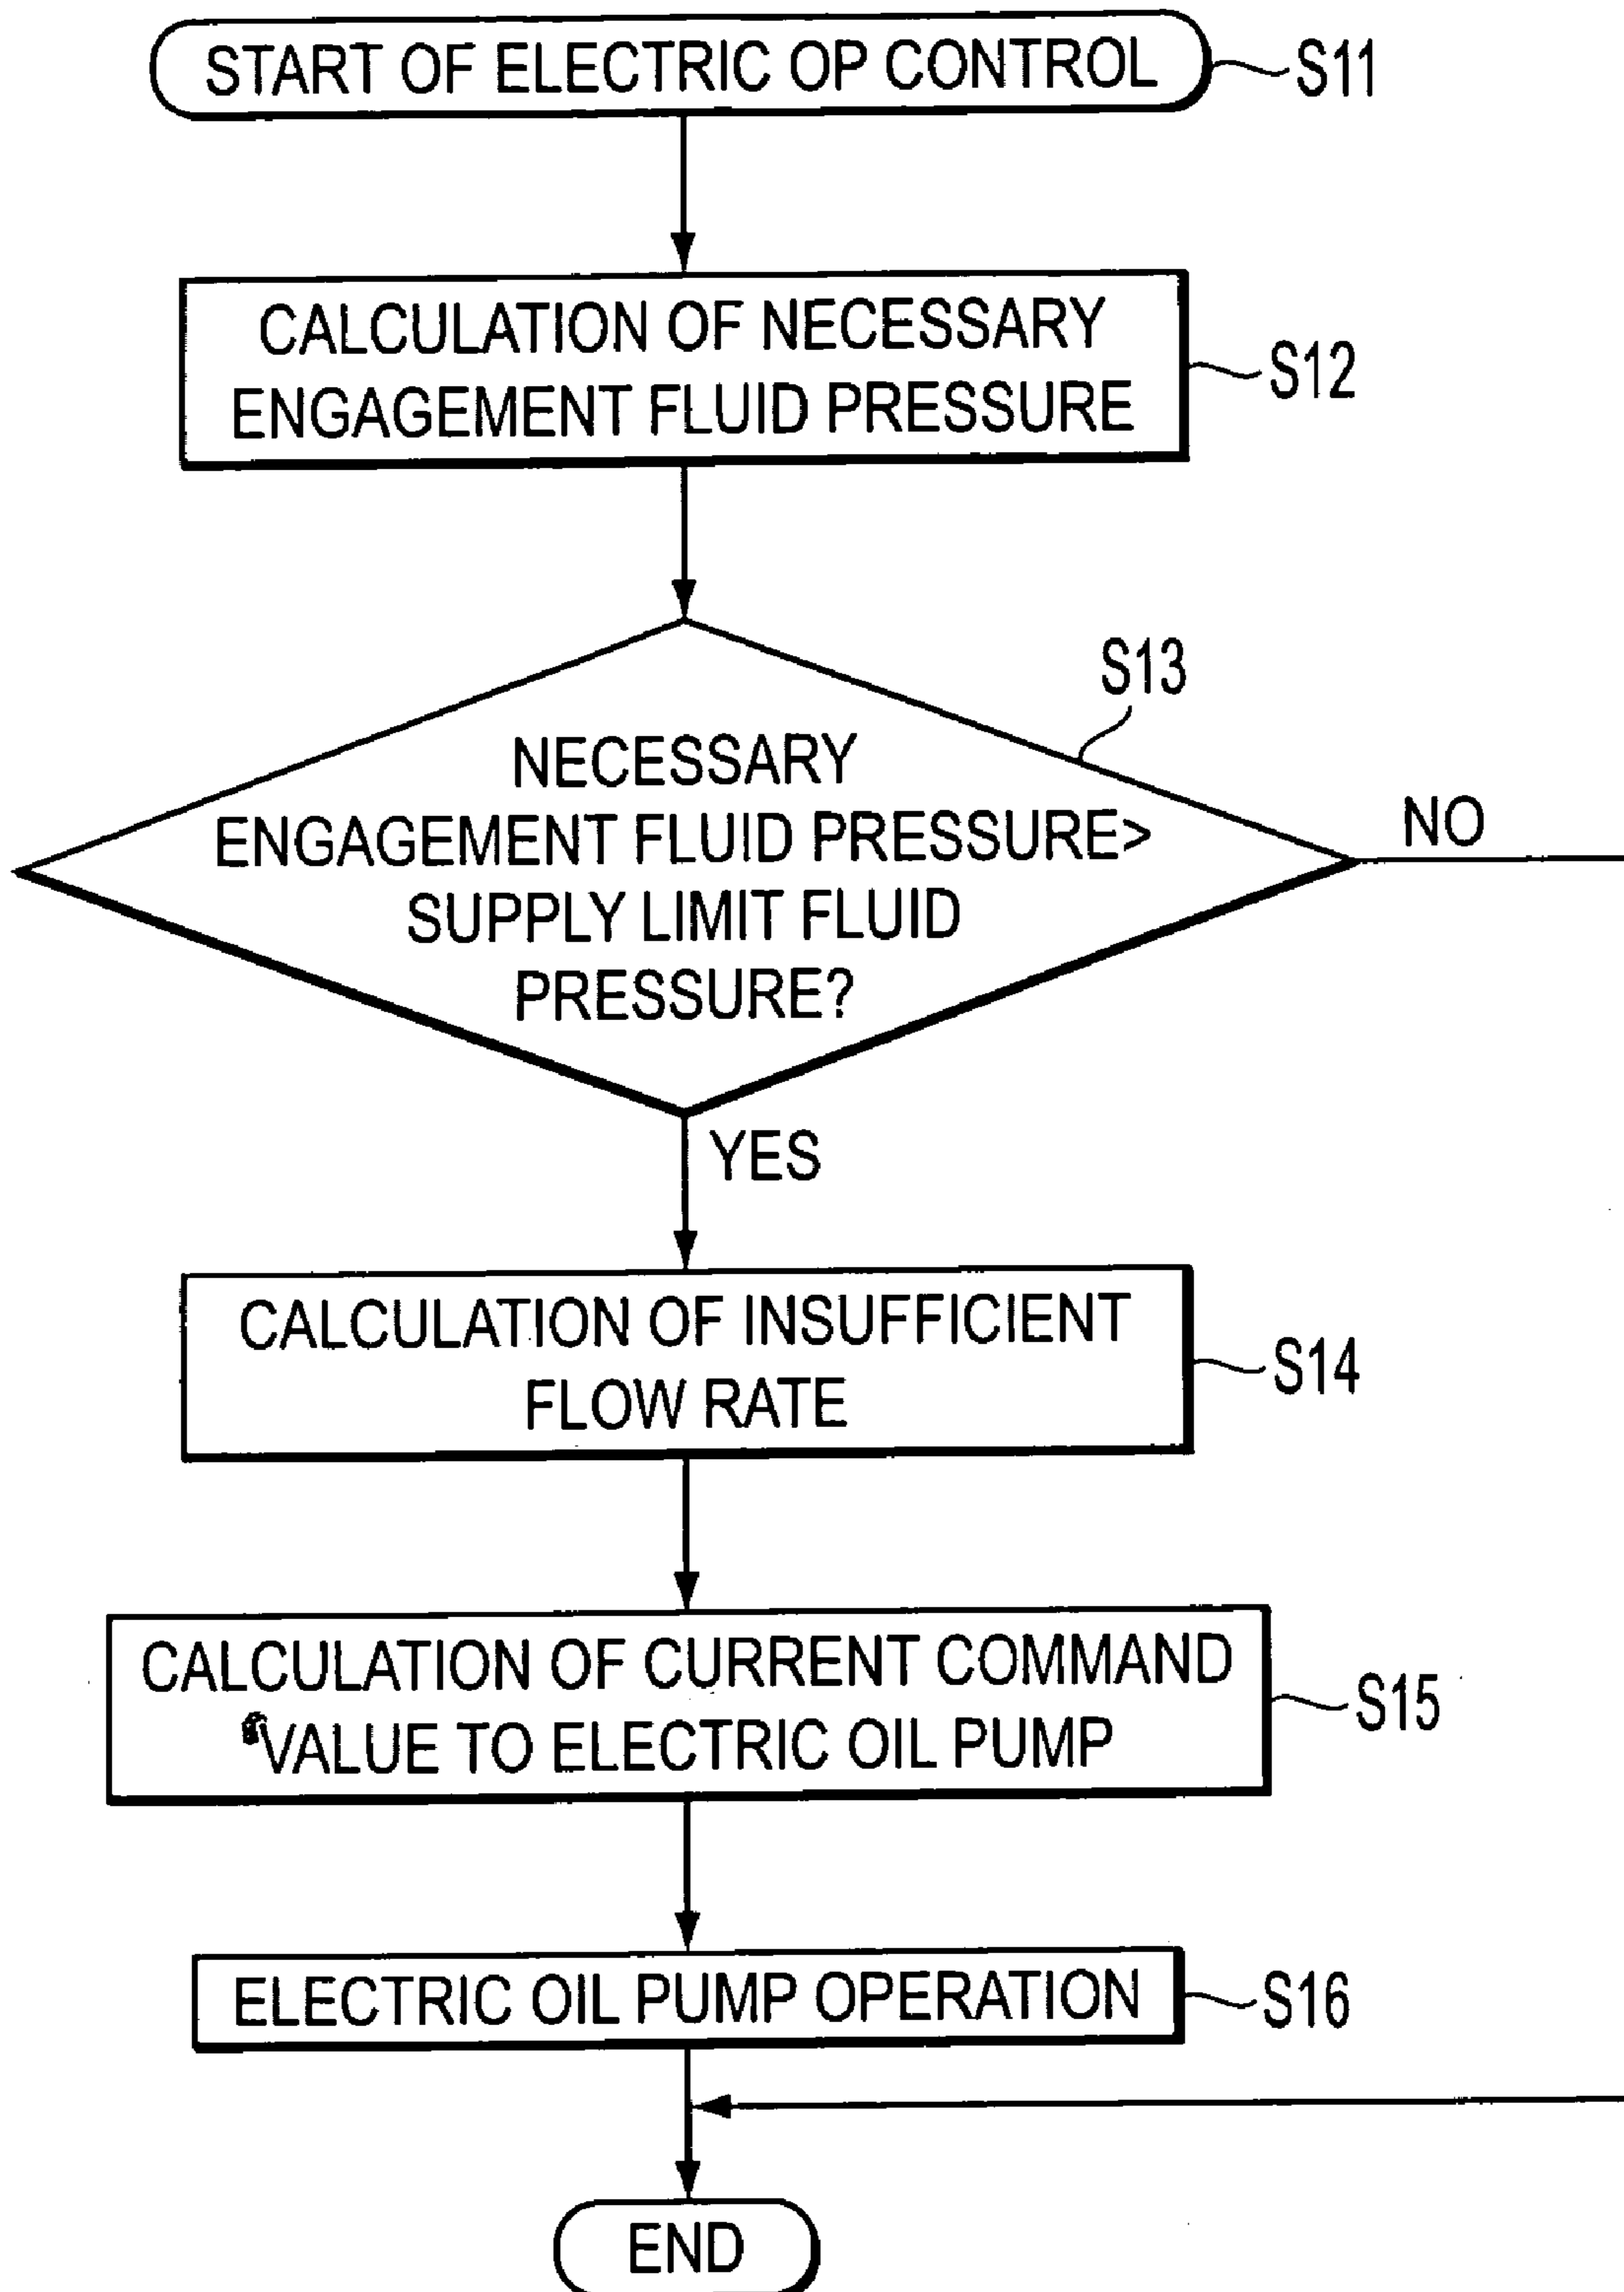 START OF ELECTRIC OP CONTROL
S11
CALCULATION OF NECESSARY
ENGAGEMENT FLUID PRESSURE
S12
S13
NECESSARY
ENGAGEMENT FLUID PRESSURE>
SUPPLY LIMIT FLUID
PRESSURE?
NO
YES
CALCULATION OF INSUFFICIENT
FLOW RATE
S14
CALCULATION OF CURRENT COMMAND
VALUE TO ELECTRIC OIL PUMP
S15
ELECTRIC OIL PUMP OPERATION
S16
END